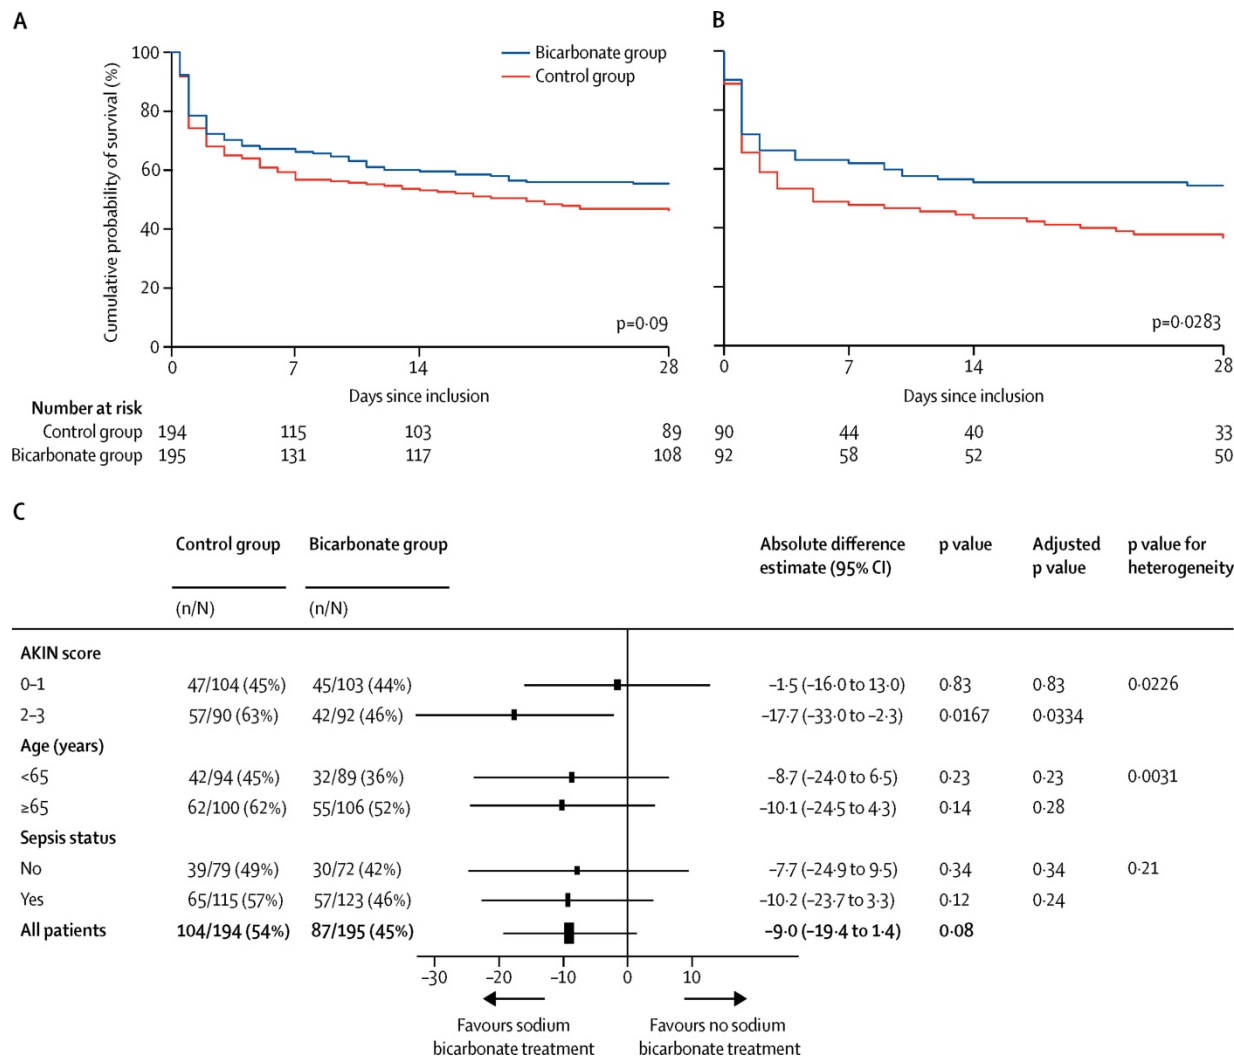 A
B
Bicarbonate group
Control group
Cumulative probability of survival (%)
100
80
60
40
20
0
p=0·09
p=0·0283
0 7 14 28
0 7 14 28
Days since inclusion
Days since inclusion
Number at risk
Control group 194 115 103 89 90 44 40 33
Bicarbonate group 195 131 117 108 92 58 52 50
C
Control group Bicarbonate group Absolute difference p value Adjusted p value for
estimate (95% CI) p value heterogeneity
(n/N) (n/N)
AKIN score
0–1 47/104 (45%) 45/103 (44%) –1·5 (–16·0 to 13·0) 0·83 0·83 0·0226
2–3 57/90 (63%) 42/92 (46%) –17·7 (–33·0 to –2·3) 0·0167 0·0334
Age (years)
<65 42/94 (45%) 32/89 (36%) –8·7 (–24·0 to 6·5) 0·23 0·23 0·0031
≥65 62/100 (62%) 55/106 (52%) –10·1 (–24·5 to 4·3) 0·14 0·28
Sepsis status
No 39/79 (49%) 30/72 (42%) –7·7 (–24·9 to 9·5) 0·34 0·34 0·21
Yes 65/115 (57%) 57/123 (46%) –10·2 (–23·7 to 3·3) 0·12 0·24
All patients 104/194 (54%) 87/195 (45%) –9·0 (–19·4 to 1·4) 0·08
–30 –20 –10 0 10
Favours sodium Favours no sodium
bicarbonate treatment bicarbonate treatment